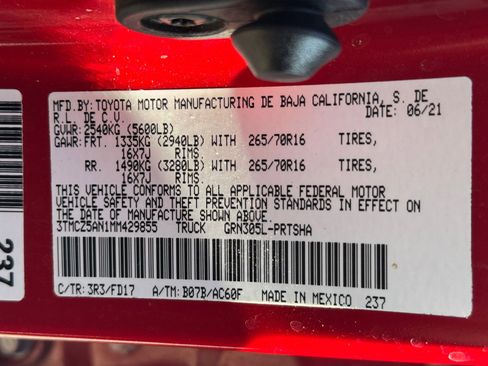 MFD.BY:TOYOTA MOTOR MANUFACTURING DE BAJA CALIFORNIA, S. DE
R.L. DE C.V. DATE: 06/21
GVWR:2540KG (5600LB)
GAWR:FRT. 1335KG (2940LB) WITH 265/70R16 TIRES,
16X7J RIMS
RR. 1490KG (3280LB) WITH 265/70R16 TIRES,
16X7J RIMS
THIS VEHICLE CONFORMS TO ALL APPLICABLE FEDERAL MOTOR
VEHICLE SAFETY AND THEFT PREVENTION STANDARDS IN EFFECT ON
THE DATE OF MANUFACTURE SHOWN ABOVE.
3TMCZ5AN1MM429855 TRUCK GRN305L-PRTSHA
C/TR:3R3/FD17 A/TM:B07B/AC60F MADE IN MEXICO 237
237